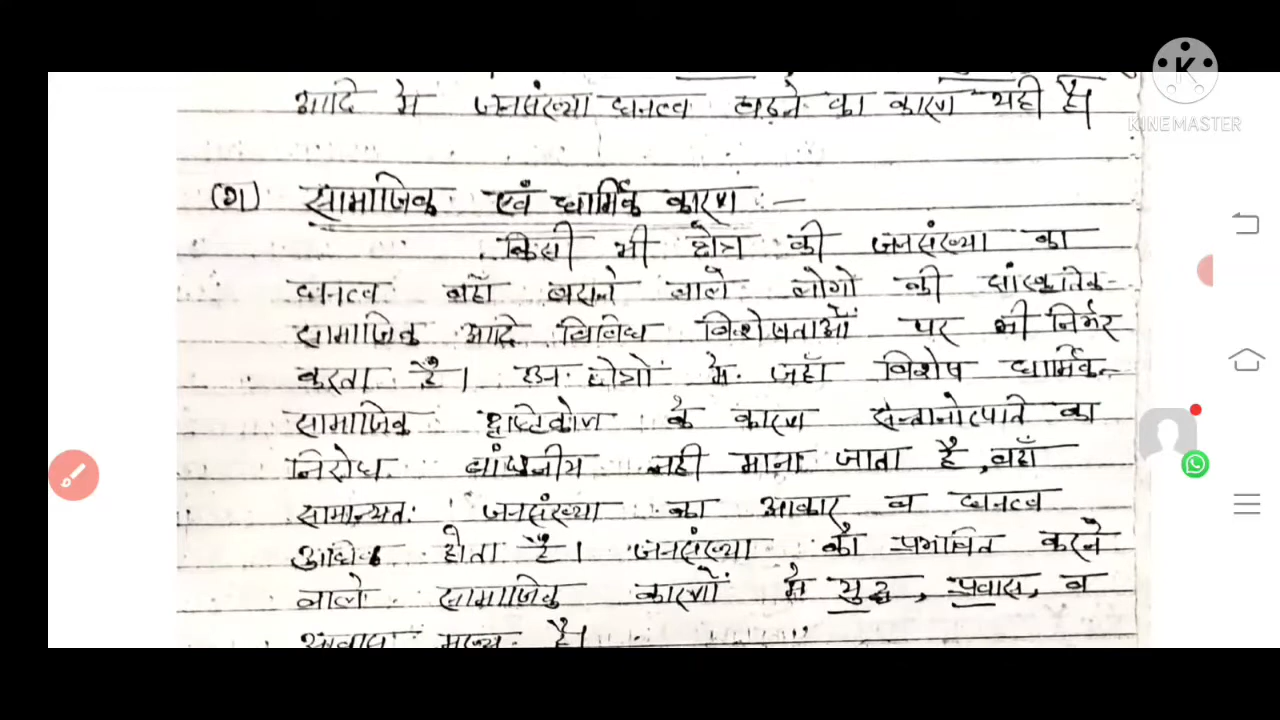 आदि मे जनसंख्या घनत्व बढ़ने का कारण यही है।
KINEMASTER
(ग) सामाजिक एवं धार्मिक कारण :-
किसी भी क्षेत्र की जनसंख्या का
घनत्व वहाँ बसने वाले लोगो की सांस्कृतिक
सामाजिक आदि विविध विशेषताओं पर भी निर्भर
करता है। उन क्षेत्रों मे जहाँ विशेष धार्मिक
सामाजिक दृष्टिकोण के कारण सन्तानोत्पति का
निरोध वांछनीय नही माना जाता है, वहाँ
सामान्यतः जनसंख्या का आकार व घनत्व
अधिक होता है। जनसंख्या को प्रभावित करने
वाले सामाजिक कारणों मे युद्ध, प्रवास, व
है।